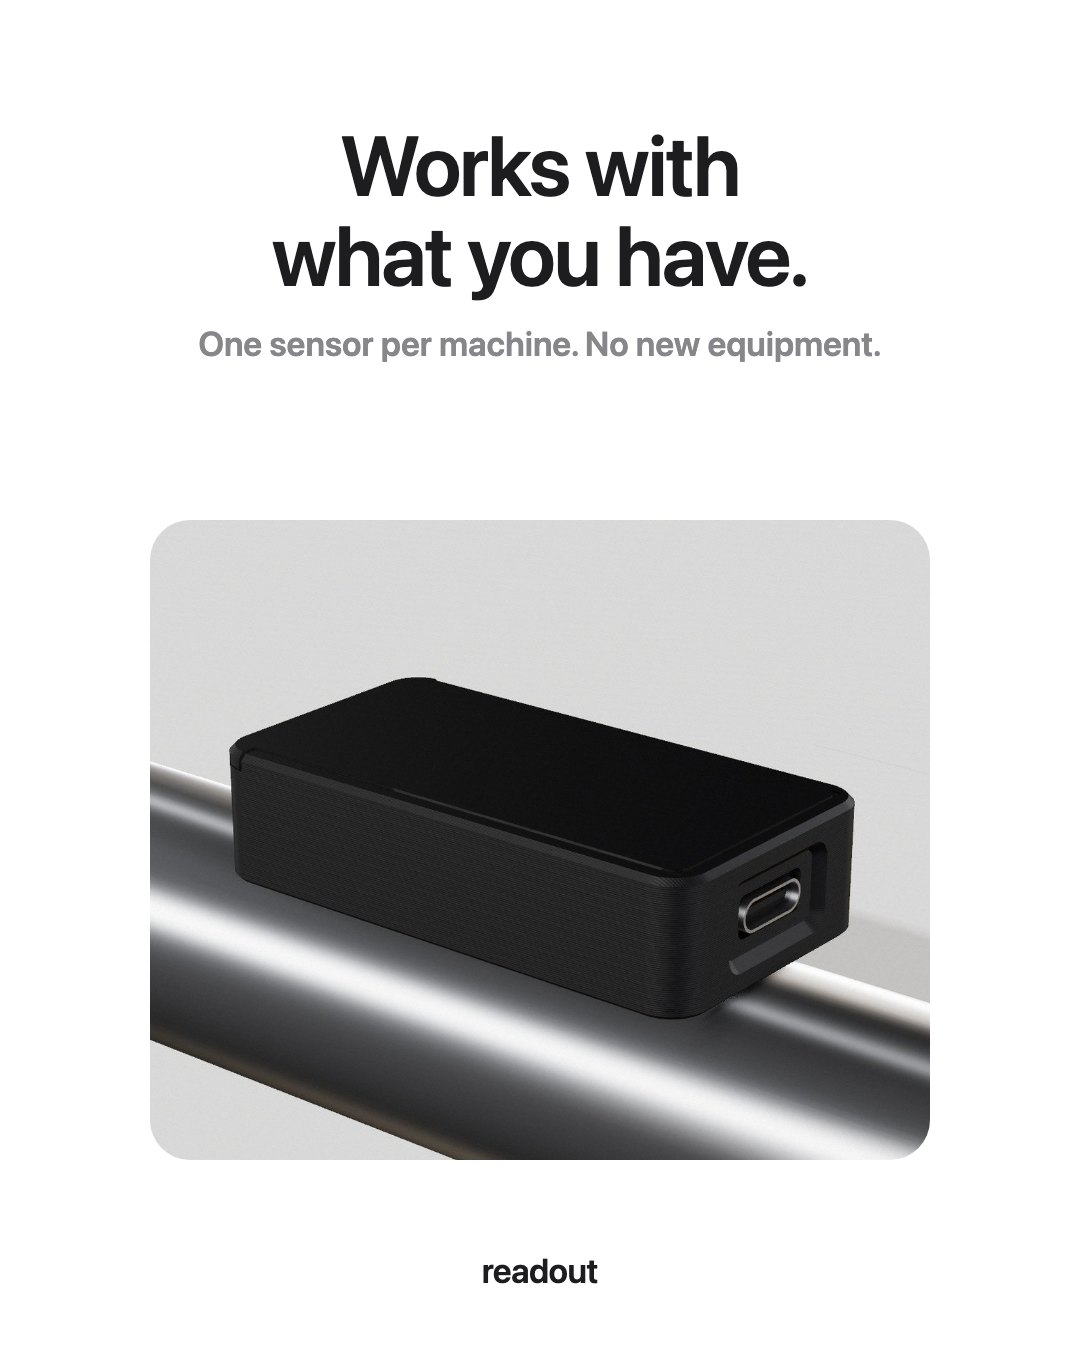 Works with
what you have.
One sensor per machine. No new equipment.
readout